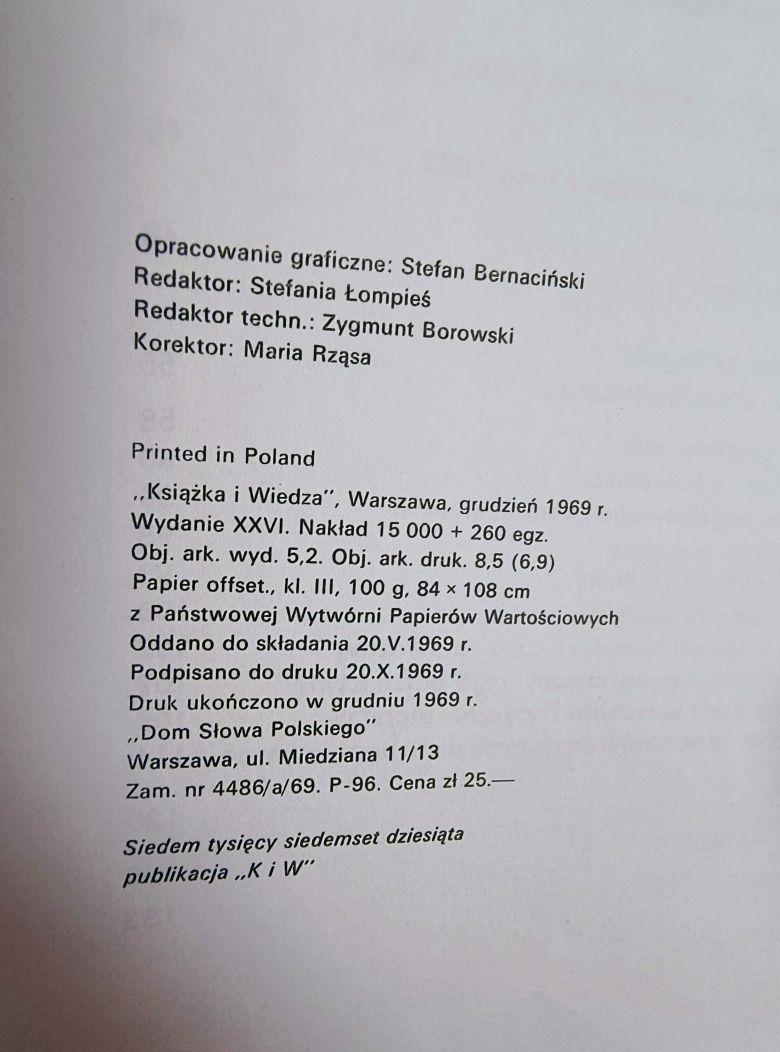 Opracowanie graficzne: Stefan Bernaciński
Redaktor: Stefania Łompieś
Redaktor techn.: Zygmunt Borowski
Korektor: Maria Rząsa
Printed in Poland
„Książka i Wiedza”, Warszawa, grudzień 1969 r.
Wydanie XXVI. Nakład 15 000 + 260 egz.
Obj. ark. wyd. 5,2. Obj. ark. druk. 8,5 (6,9)
Papier offset., kl. III, 100 g, 84 × 108 cm
z Państwowej Wytwórni Papierów Wartościowych
Oddano do składania 20.V.1969 r.
Podpisano do druku 20.X.1969 r.
Druk ukończono w grudniu 1969 r.
„Dom Słowa Polskiego”
Warszawa, ul. Miedziana 11/13
Zam. nr 4486/a/69. P-96. Cena zł 25.—
Siedem tysięcy siedemset dziesiąta
publikacja „K i W”